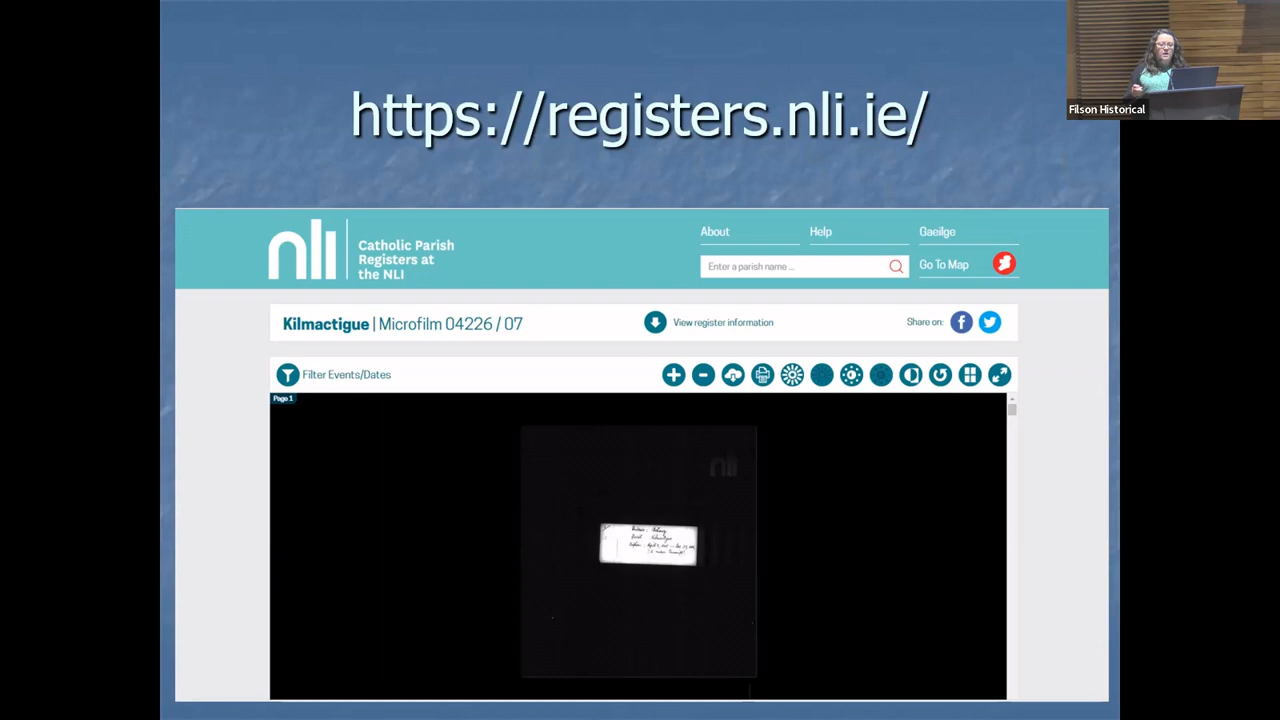 https://registers.nli.ie/
Filson Historical
nli
Catholic Parish
Registers at
the NLI
About
Help
Gaeilge
Enter a parish name ...
Go To Map
Kilmactigue | Microfilm 04226 / 07
View register information
Share on:
Filter Events/Dates
Page 1
nli